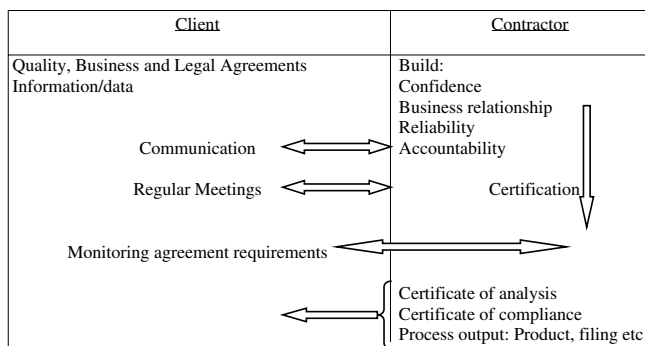 Client
Contractor
Quality, Business and Legal Agreements
Information/data
Communication
Regular Meetings
Monitoring agreement requirements
Build:
Confidence
Business relationship
Reliability
Accountability
Certification
Certificate of analysis
Certificate of compliance
Process output: Product, filing etc